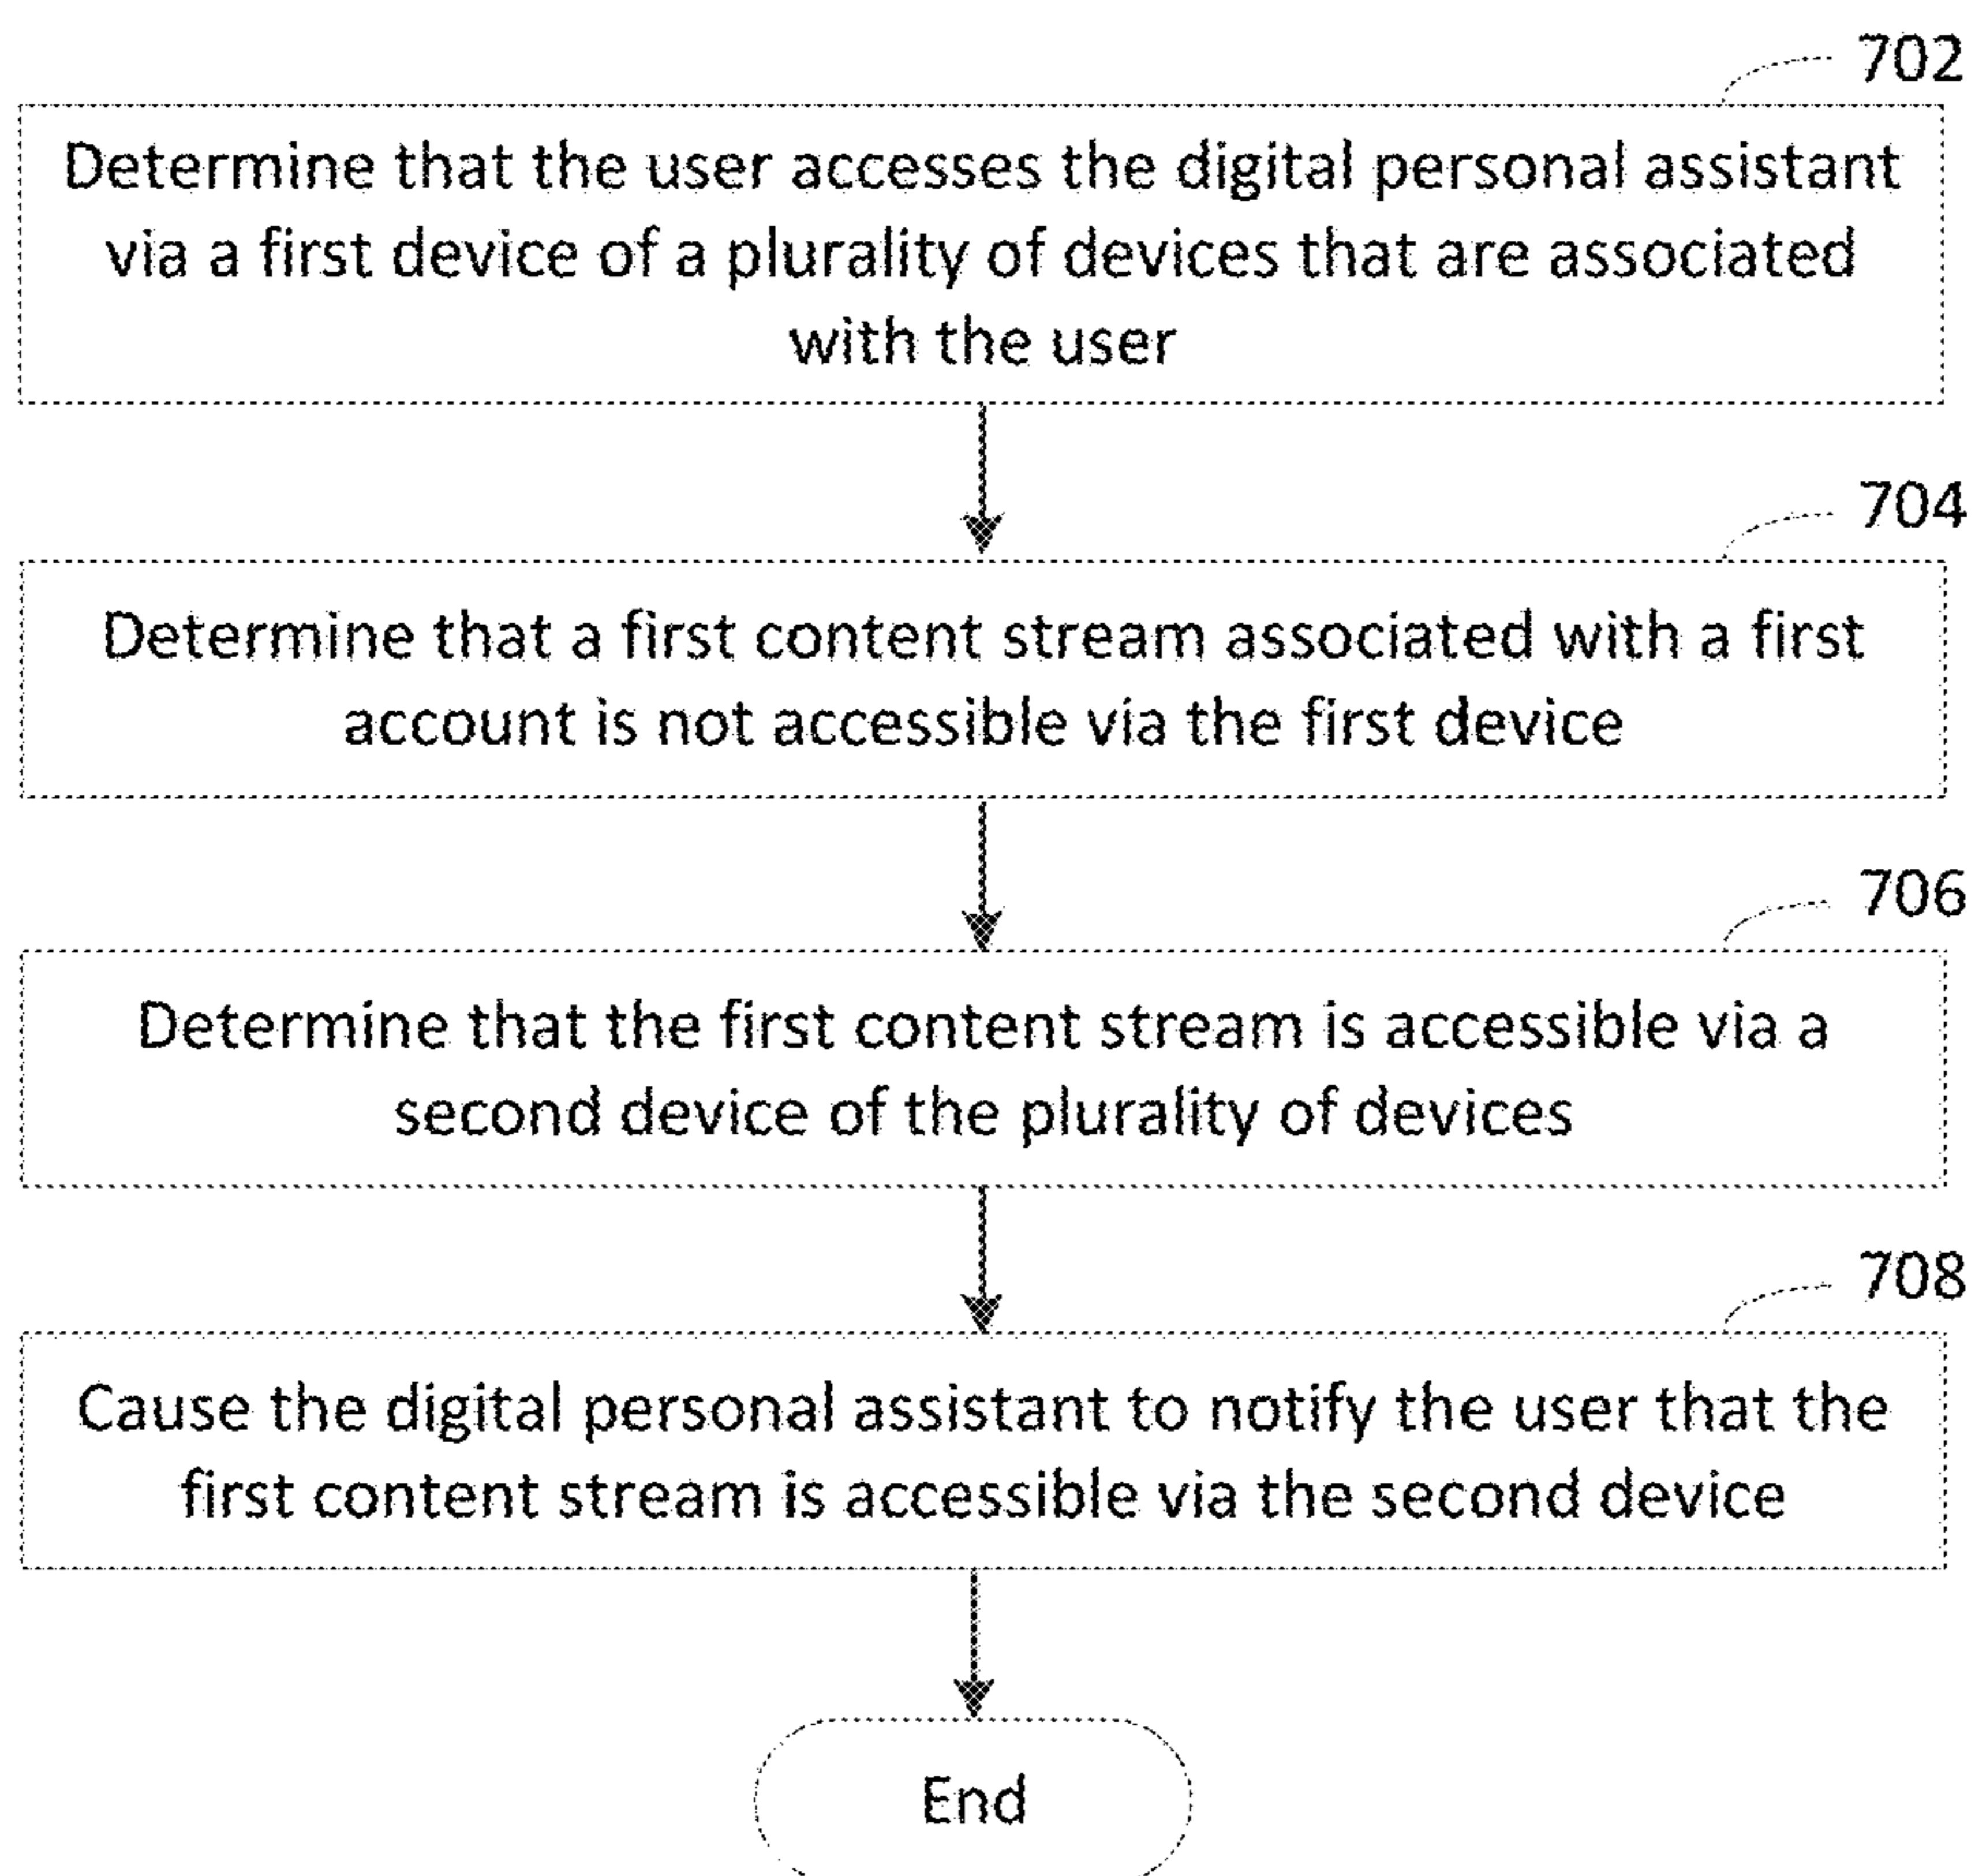 702
Determine that the user accesses the digital personal assistant
via a first device of a plurality of devices that are associated
with the user
704
Determine that a first content stream associated with a first
account is not accessible via the first device
706
Determine that the first content stream is accessible via a
second device of the plurality of devices
708
Cause the digital personal assistant to notify the user that the
first content stream is accessible via the second device
End